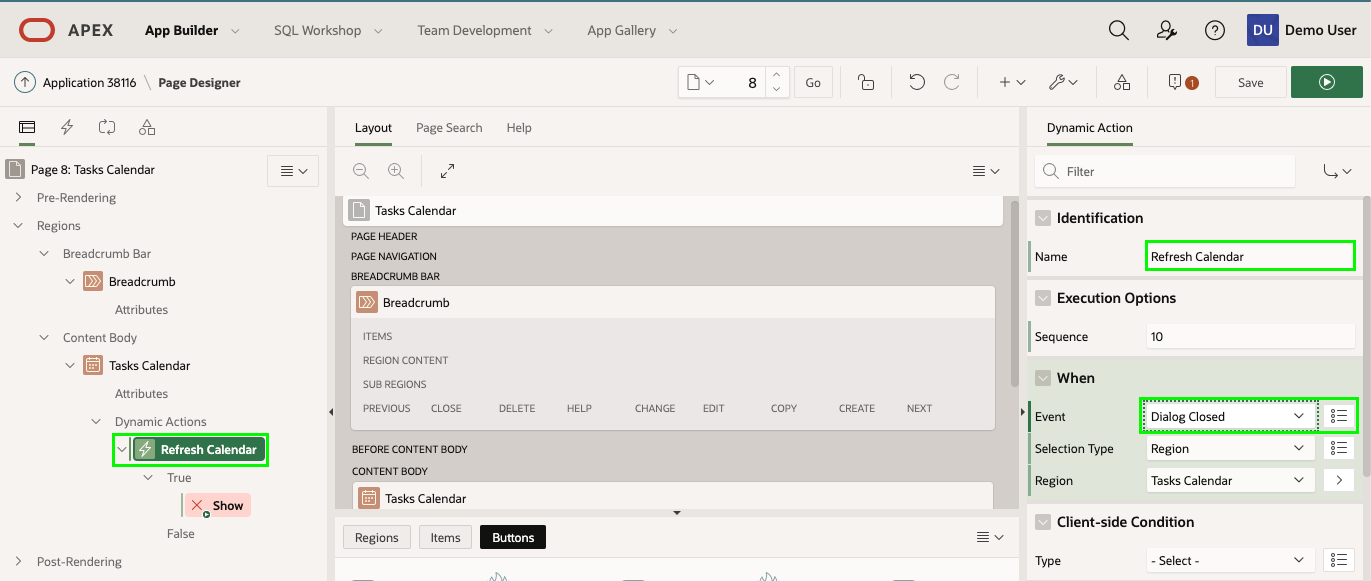 APEX App Builder SQL Workshop Team Development App Gallery DU Demo User
Application 38116 \ Page Designer 8 Go 1 Save
Page 8: Tasks Calendar
Pre-Rendering
Regions
Breadcrumb Bar
Breadcrumb
Attributes
Content Body
Tasks Calendar
Attributes
Dynamic Actions
Refresh Calendar
True
Show
False
Post-Rendering
Layout Page Search Help
Tasks Calendar
PAGE HEADER
PAGE NAVIGATION
BREADCRUMB BAR
Breadcrumb
ITEMS
REGION CONTENT
SUB REGIONS
PREVIOUS CLOSE DELETE HELP CHANGE EDIT COPY CREATE NEXT
BEFORE CONTENT BODY
CONTENT BODY
Tasks Calendar
Regions Items Buttons
Dynamic Action
Filter
Identification
Name Refresh Calendar
Execution Options
Sequence 10
When
Event Dialog Closed
Selection Type Region
Region Tasks Calendar
Client-side Condition
Type - Select -